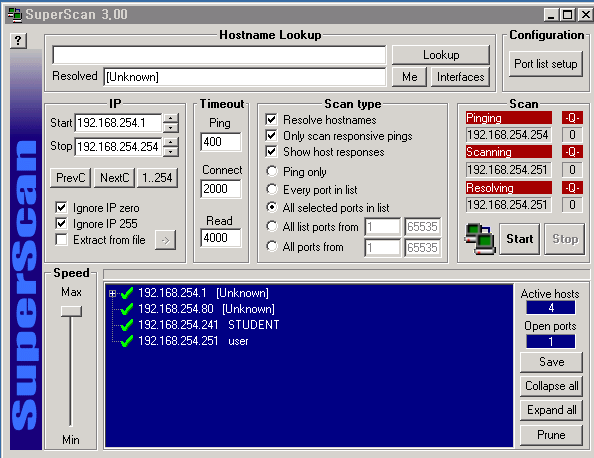 SuperScan 3.00
?
Hostname Lookup
Lookup
Resolved [Unknown]
Me Interfaces
Configuration
Port list setup
IP
Start 192.168.254.1
Stop 192.168.254.254
PrevC NextC 1..254
Ignore IP zero
Ignore IP 255
Extract from file ->
Timeout
Ping
400
Connect
2000
Read
4000
Scan type
Resolve hostnames
Only scan responsive pings
Show host responses
Ping only
Every port in list
All selected ports in list
All list ports from 1 65535
All ports from 1 65535
Scan
Pinging -Q-
192.168.254.254 0
Scanning -Q-
192.168.254.251 0
Resolving -Q-
192.168.254.251 0
Start Stop
SuperScan
Speed
Max
Min
192.168.254.1 [Unknown]
192.168.254.80 [Unknown]
192.168.254.241 STUDENT
192.168.254.251 user
Active hosts
4
Open ports
1
Save
Collapse all
Expand all
Prune